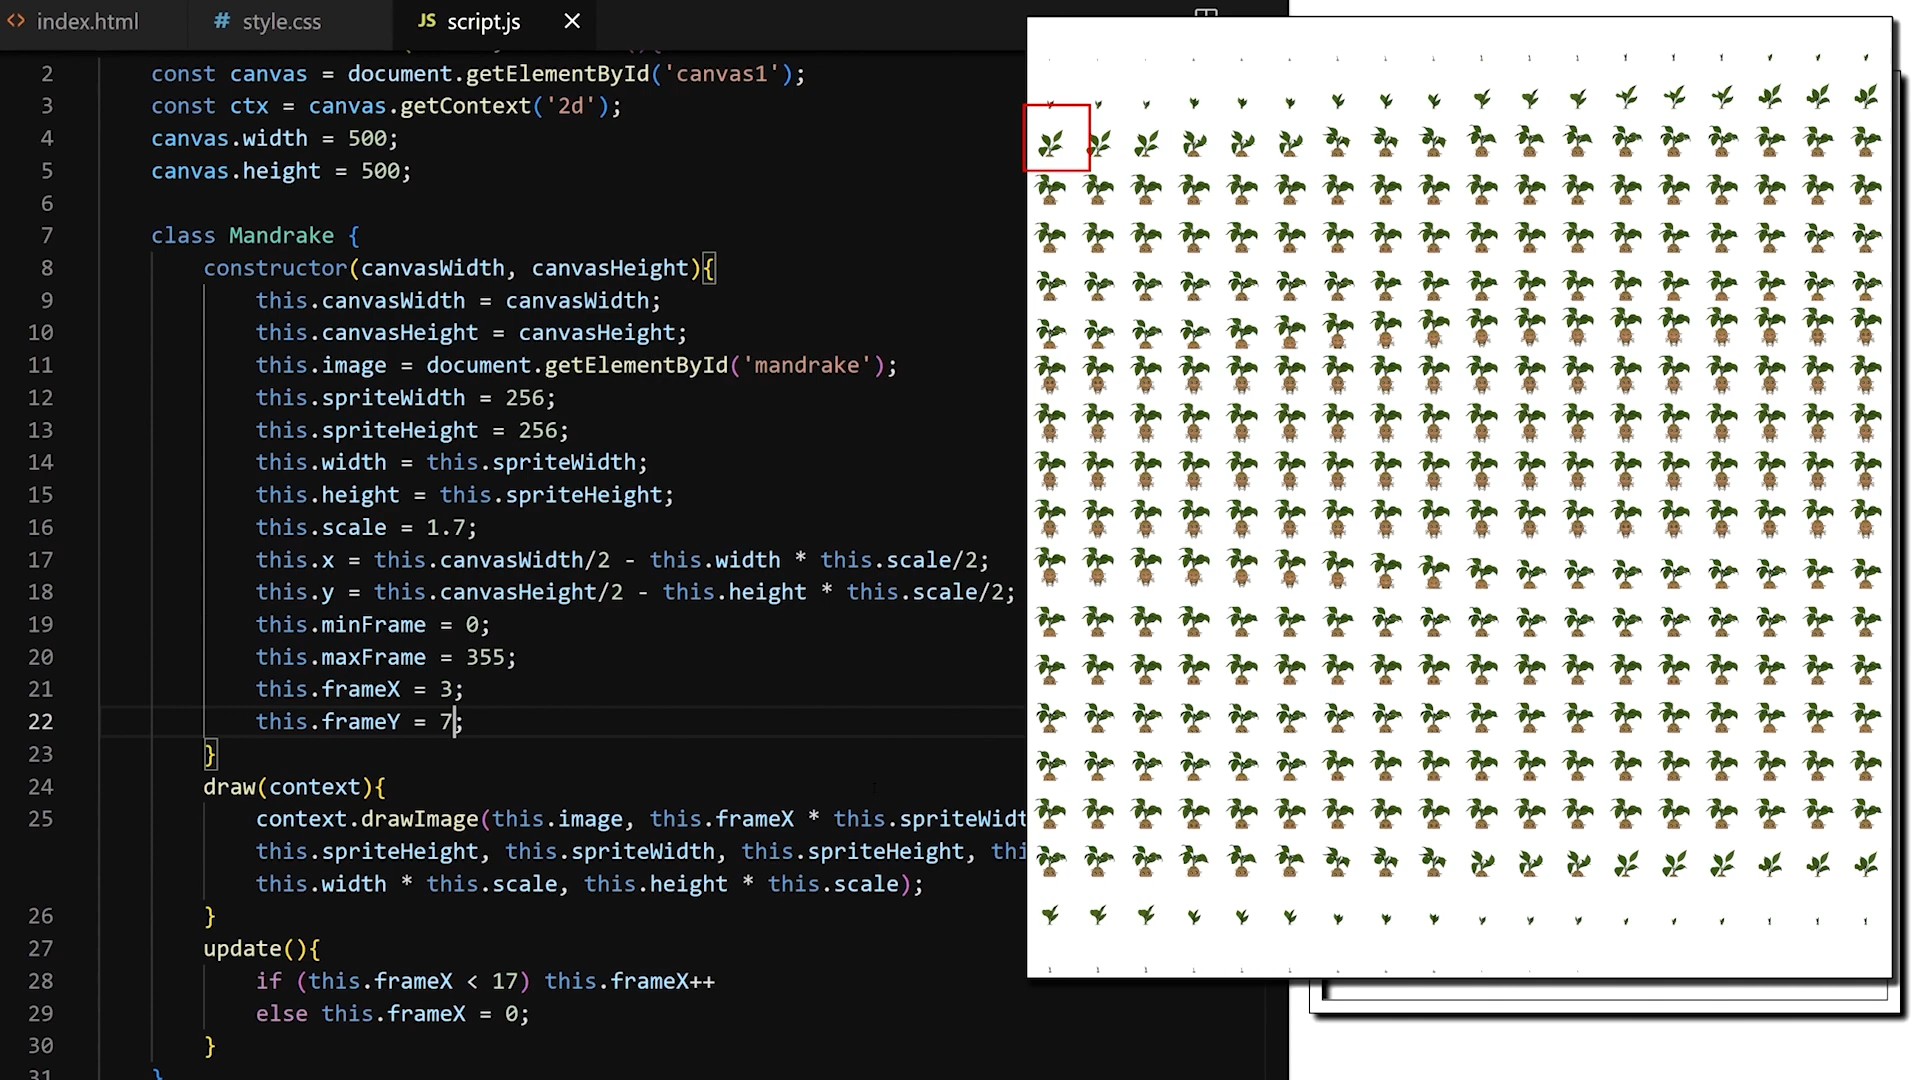 <> index.html
# style.css
JS script.js ×
2 const canvas = document.getElementById('canvas1');
3 const ctx = canvas.getContext('2d');
4 canvas.width = 500;
5 canvas.height = 500;
6
7 class Mandrake {
8 constructor(canvasWidth, canvasHeight){
9 this.canvasWidth = canvasWidth;
10 this.canvasHeight = canvasHeight;
11 this.image = document.getElementById('mandrake');
12 this.spriteWidth = 256;
13 this.spriteHeight = 256;
14 this.width = this.spriteWidth;
15 this.height = this.spriteHeight;
16 this.scale = 1.7;
17 this.x = this.canvasWidth/2 - this.width * this.scale/2;
18 this.y = this.canvasHeight/2 - this.height * this.scale/2;
19 this.minFrame = 0;
20 this.maxFrame = 355;
21 this.frameX = 3;
22 this.frameY = 7;
23 }
24 draw(context){
25 context.drawImage(this.image, this.frameX * this.spriteWidt
this.spriteHeight, this.spriteWidth, this.spriteHeight, thi
this.width * this.scale, this.height * this.scale);
26 }
27 update(){
28 if (this.frameX < 17) this.frameX++
29 else this.frameX = 0;
30 }
31 }